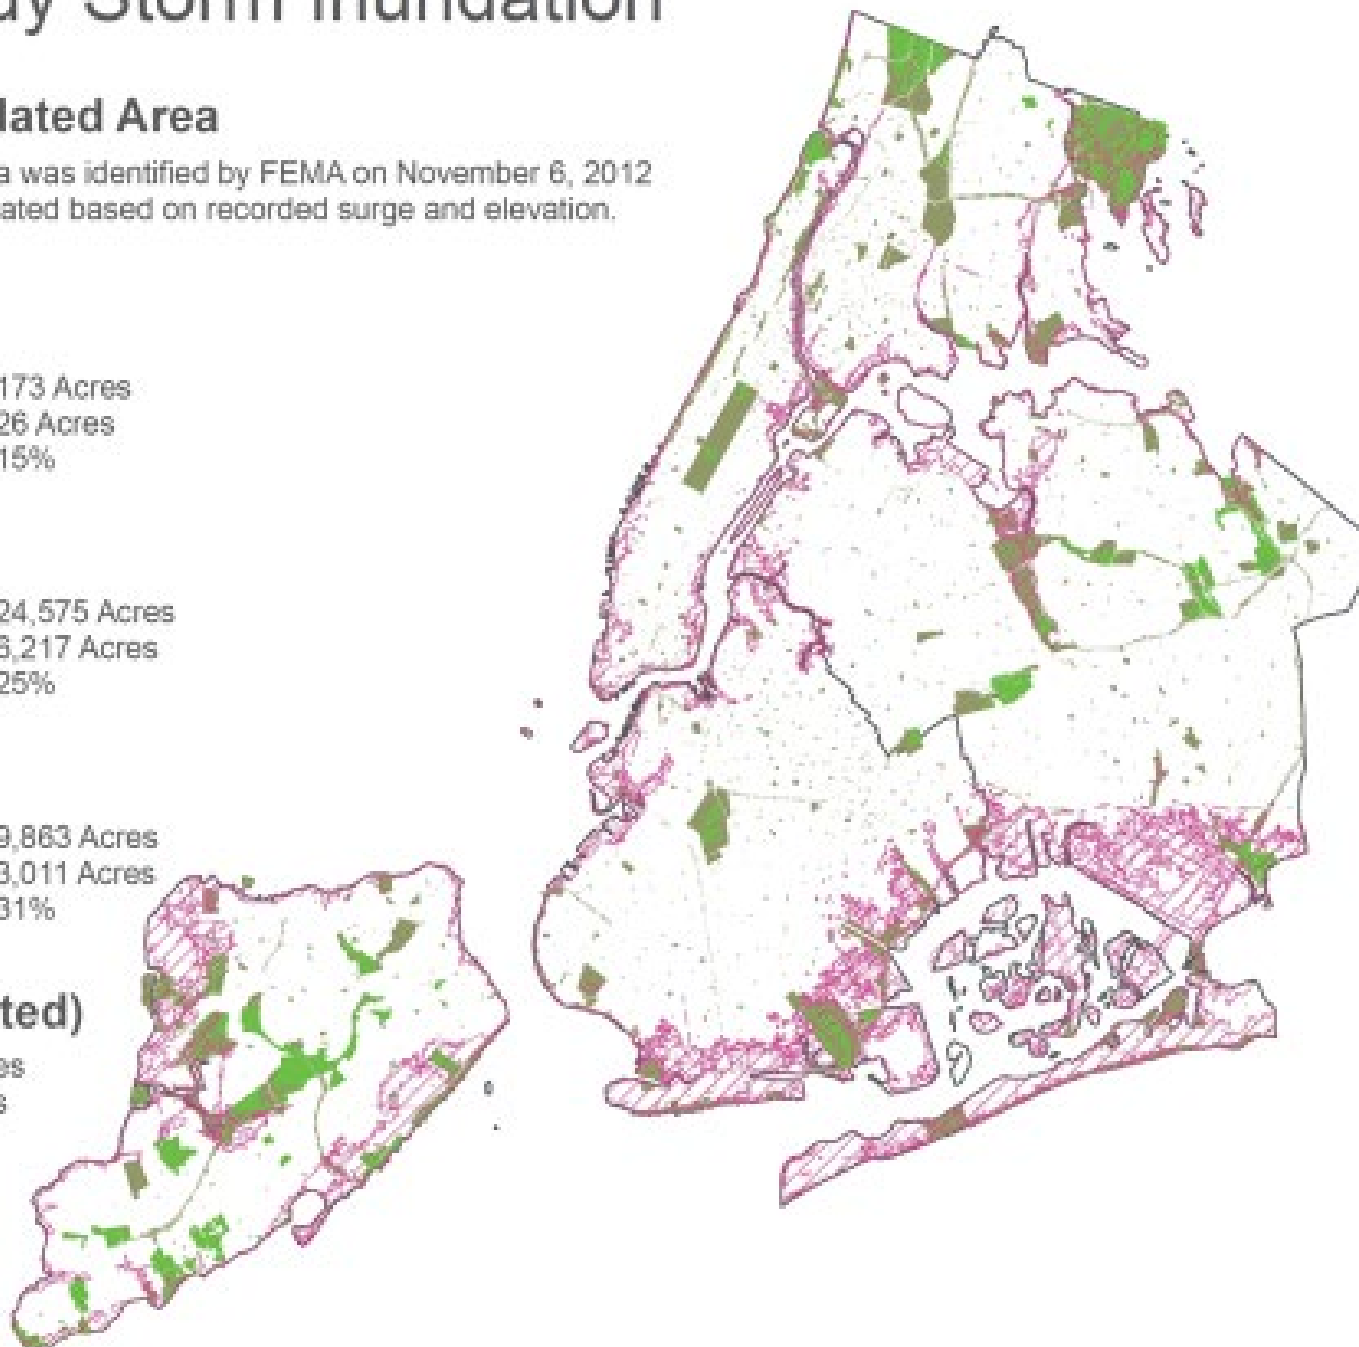 dy Storm Inundation
lated Area
a was identified by FEMA on November 6, 2012
ated based on recorded surge and elevation.
173 Acres
26 Acres
15%
24,575 Acres
6,217 Acres
25%
9,863 Acres
3,011 Acres
31%
ted)
es
s